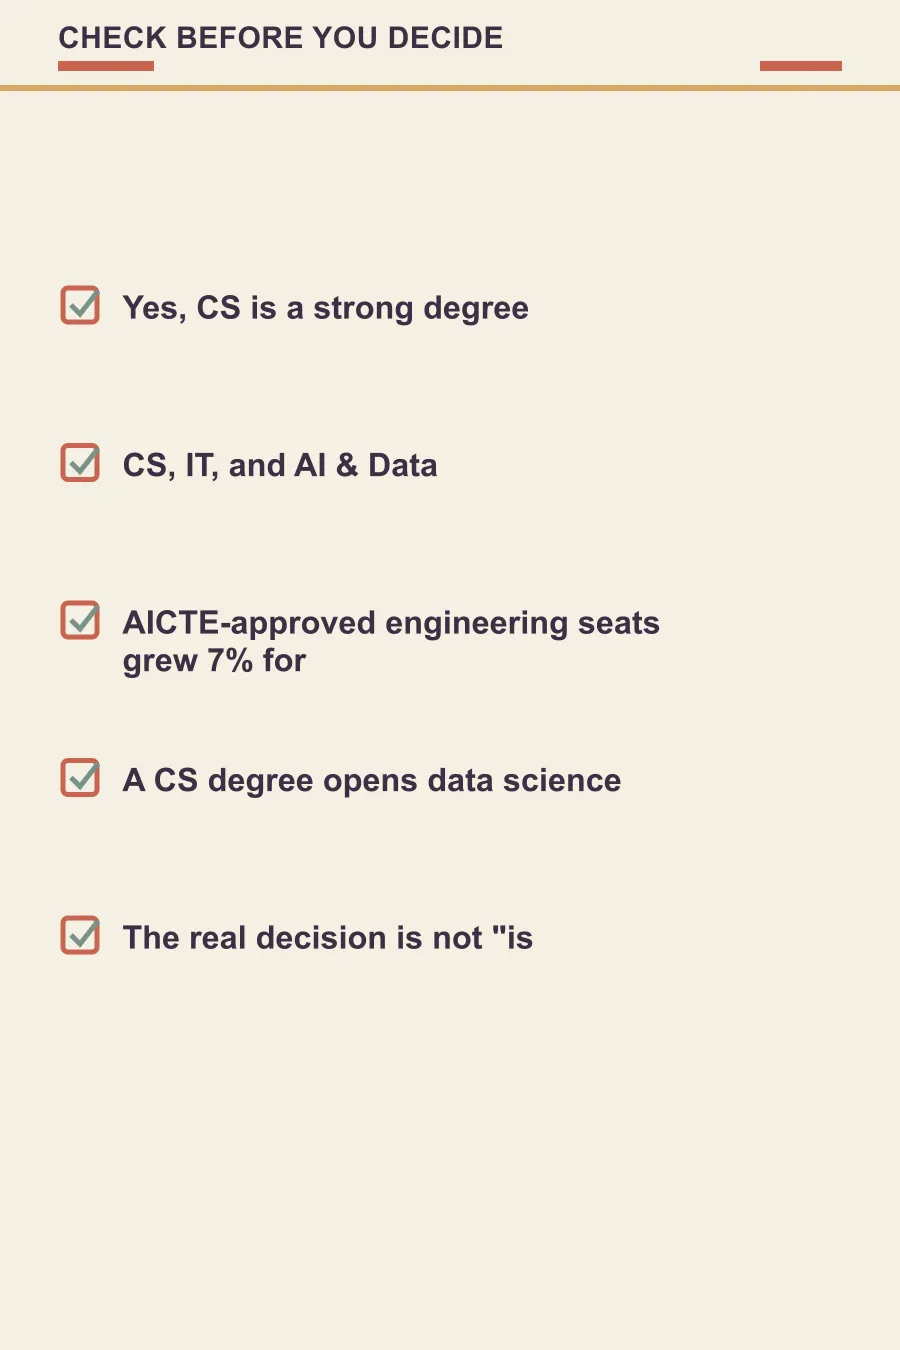 CHECK BEFORE YOU DECIDE
Yes, CS is a strong degree
CS, IT, and AI & Data
AICTE-approved engineering seats
grew 7% for
A CS degree opens data science
The real decision is not "is